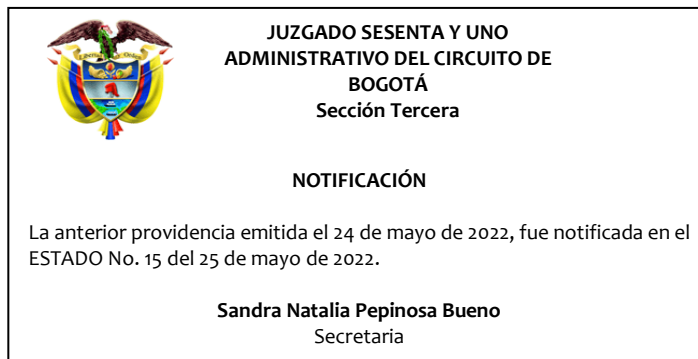 JUZGADO SESENTA Y UNO
ADMINISTRATIVO DEL CIRCUITO DE
BOGOTÁ
Sección Tercera
NOTIFICACIÓN
La anterior providencia emitida el 24 de mayo de 2022, fue notificada en el
ESTADO No. 15 del 25 de mayo de 2022.
Sandra Natalia Pepinosa Bueno
Secretaria